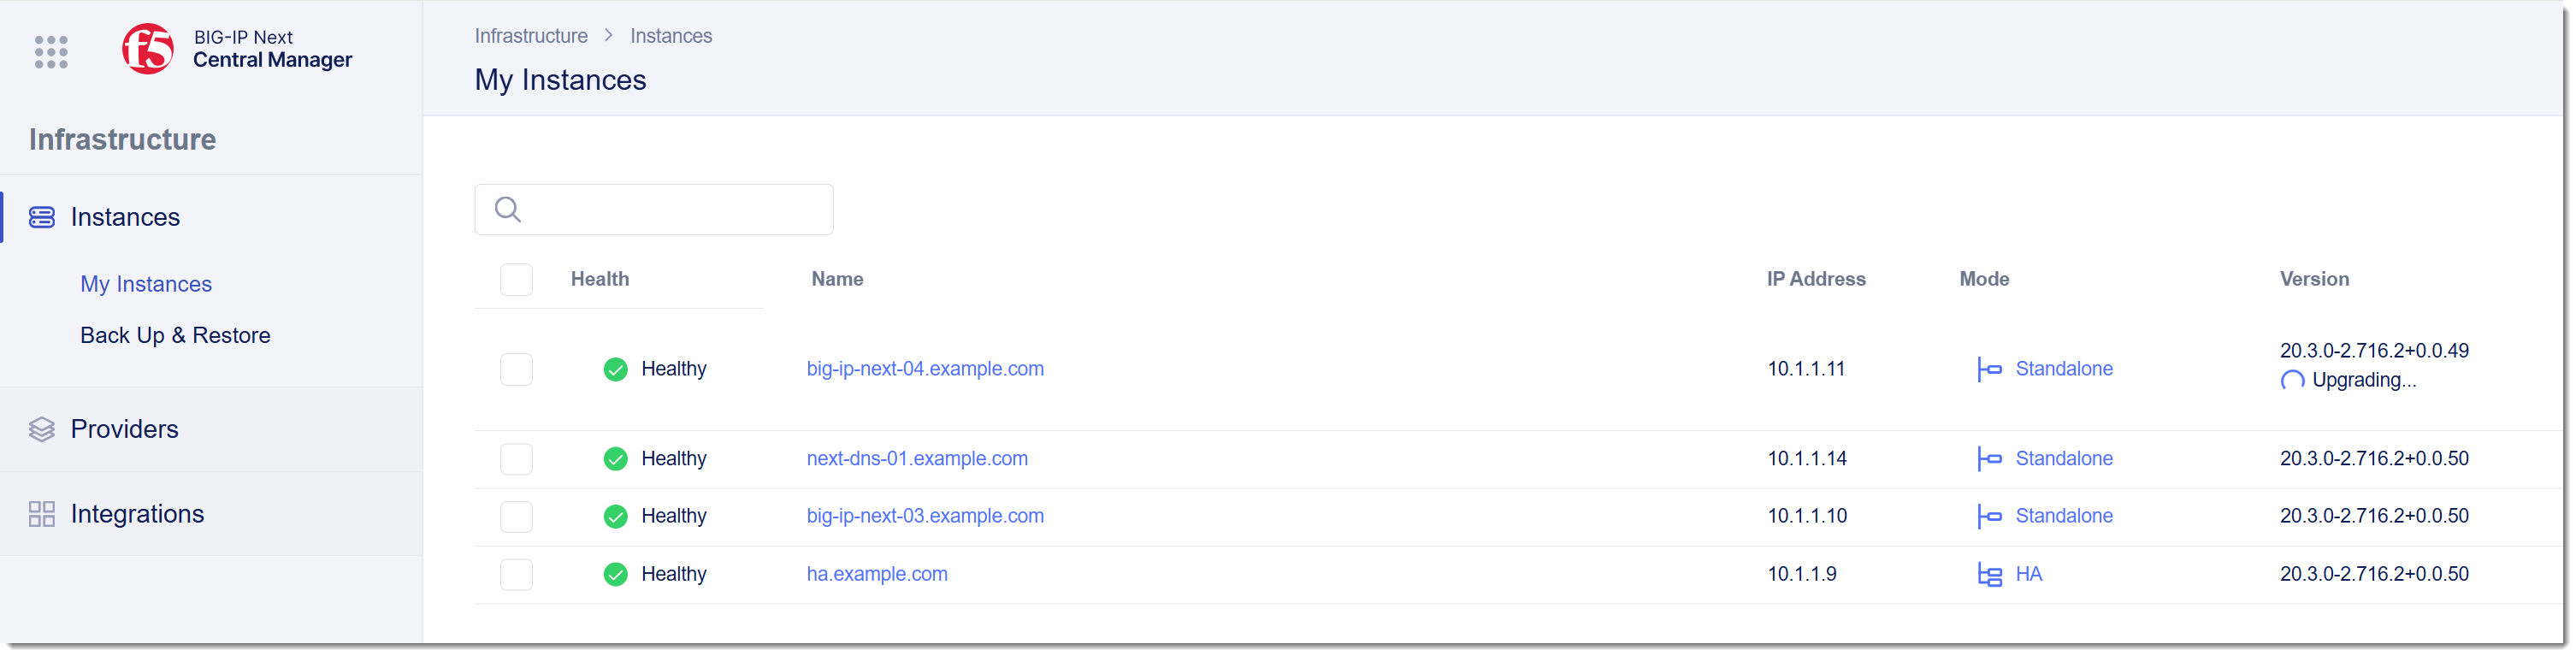 f5
BIG-IP Next
Central Manager
Infrastructure
Instances
My Instances
Back Up & Restore
Providers
Integrations
Infrastructure > Instances
My Instances
Health Name IP Address Mode Version
Healthy big-ip-next-04.example.com 10.1.1.11 Standalone 20.3.0-2.716.2+0.0.49
Upgrading...
Healthy next-dns-01.example.com 10.1.1.14 Standalone 20.3.0-2.716.2+0.0.50
Healthy big-ip-next-03.example.com 10.1.1.10 Standalone 20.3.0-2.716.2+0.0.50
Healthy ha.example.com 10.1.1.9 HA 20.3.0-2.716.2+0.0.50